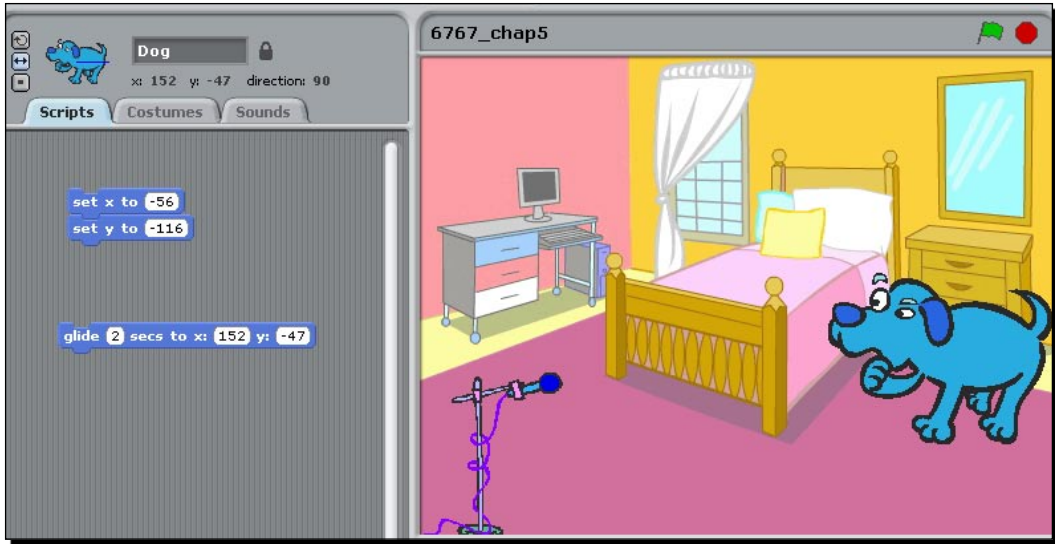 Dog
x: 152 y: -47 direction: 90
Scripts Costumes Sounds
set x to -56
set y to -116
glide 2 secs to x: 152 y: -47
6767_chap5